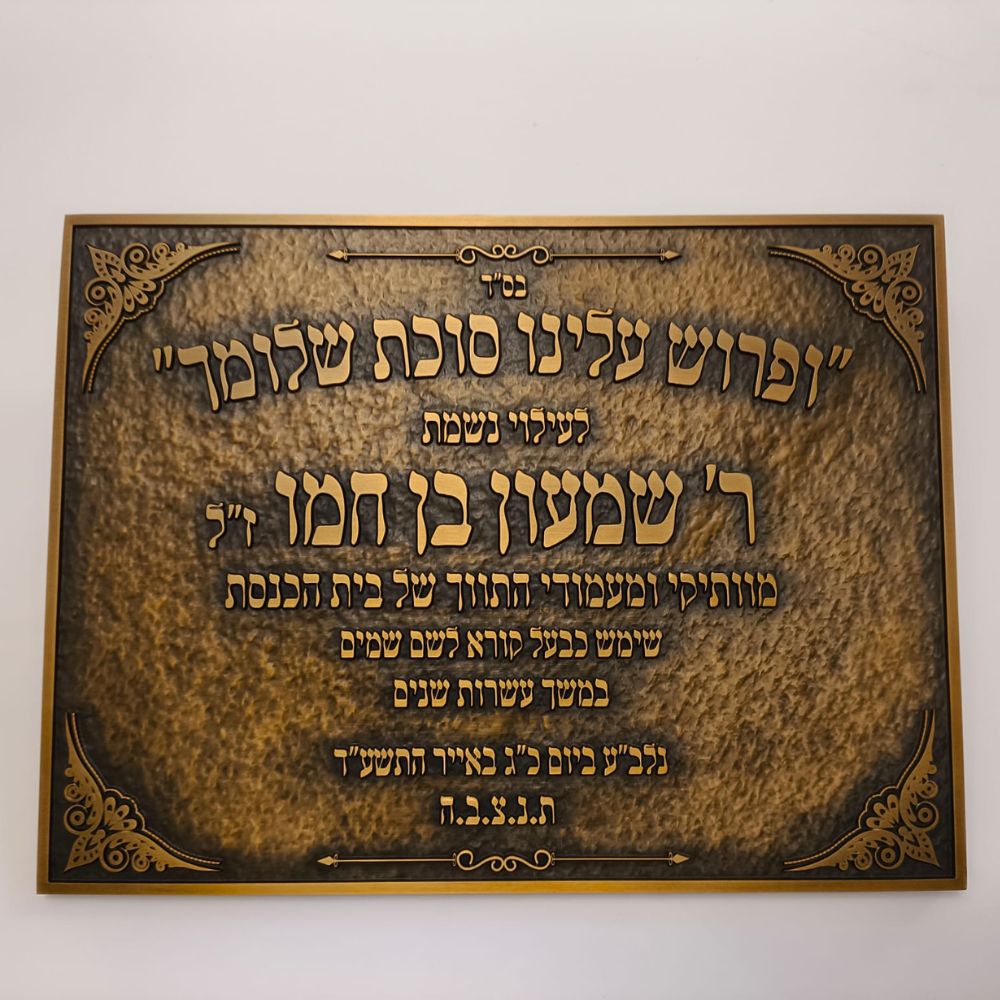 בס"ד
"ופרוש עלינו סוכת שלומך"
לעילוי נשמת
ר' שמעון בן חמו ז"ל
מוותיקי ומעמודי התווך של בית הכנסת
שימש כבעל קורא לשם שמים
במשך עשרות שנים
נלב"ע ביום כ"ג באייר התשע"ד
ת.נ.צ.ב.ה